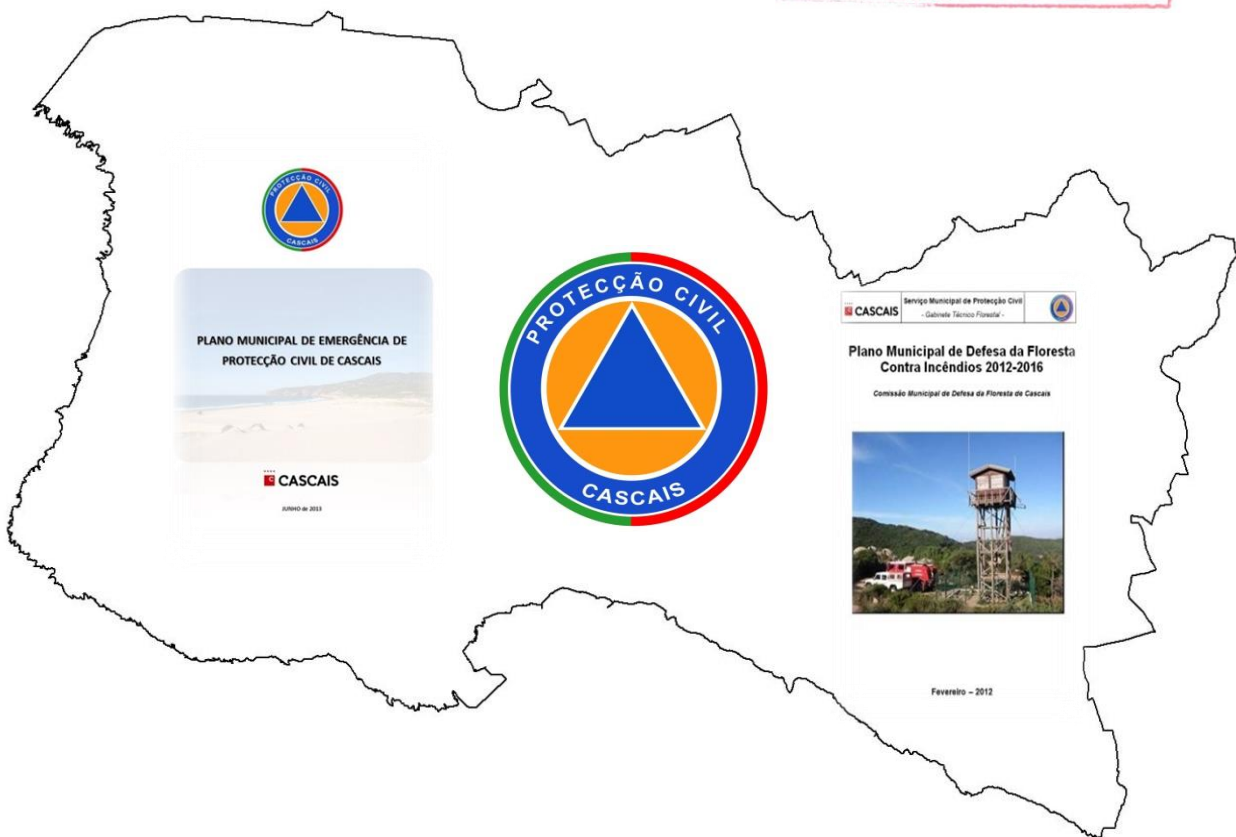 PROTECÇÃO CIVIL
CASCAIS
PLANO MUNICIPAL DE EMERGÊNCIA DE
PROTECÇÃO CIVIL DE CASCAIS
CASCAIS
JUNHO de 2013
PROTECÇÃO CIVIL
CASCAIS
CASCAIS
Serviço Municipal de Protecção Civil
- Gabinete Técnico Florestal -
Plano Municipal de Defesa da Floresta
Contra Incêndios 2012-2016
Comissão Municipal de Defesa da Floresta de Cascais
Fevereiro – 2012